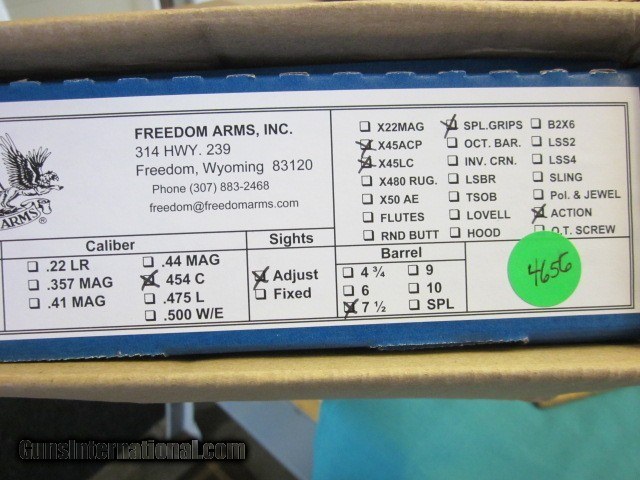 FREEDOM ARMS, INC.
314 HWY. 239
Freedom, Wyoming 83120
Phone (307) 883-2468
freedom@freedomarms.com
ARMS®
X22MAG
X45ACP
X45LC
X480 RUG.
X50 AE
FLUTES
RND BUTT
SPL.GRIPS
OCT. BAR.
INV. CRN.
LSBR
TSOB
LOVELL
HOOD
B2X6
LSS2
LSS4
SLING
Pol. & JEWEL
ACTION
O.T. SCREW
Caliber
.22 LR
.357 MAG
.41 MAG
.44 MAG
454 C
.475 L
.500 W/E
Sights
Adjust
Fixed
Barrel
4 ¾
6
7 ½
9
10
SPL
4656
GunsInternational.com